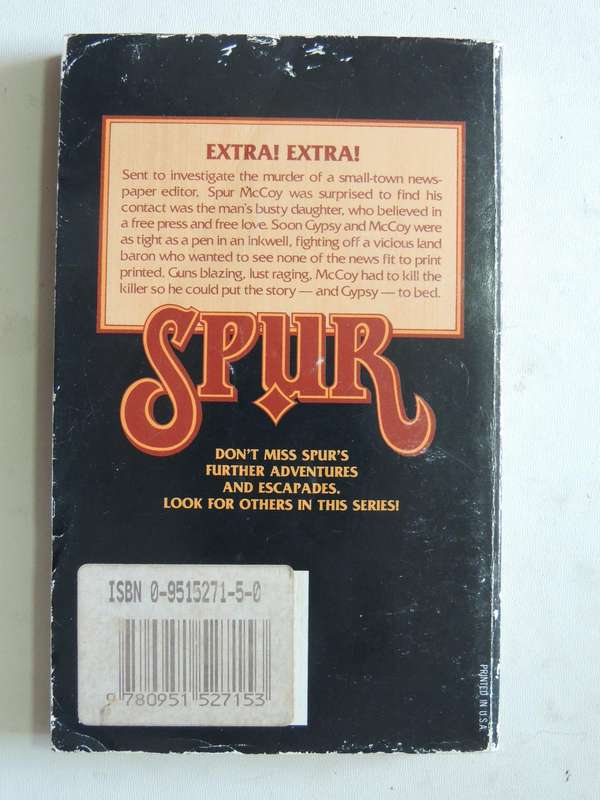 EXTRA! EXTRA!
Sent to investigate the murder of a small-town news-
paper editor, Spur McCoy was surprised to find his
contact was the man's busty daughter, who believed in
a free press and free love. Soon Gypsy and McCoy were
as tight as a pen in an inkwell, fighting off a vicious land
baron who wanted to see none of the news fit to print
printed. Guns blazing, lust raging, McCoy had to kill the
killer so he could put the story — and Gypsy — to bed.
SPUR
DON'T MISS SPUR'S
FURTHER ADVENTURES
AND ESCAPADES.
LOOK FOR OTHERS IN THIS SERIES!
ISBN 0-9515271-5-0
9 780951 527153
PRINTED IN U.S.A.